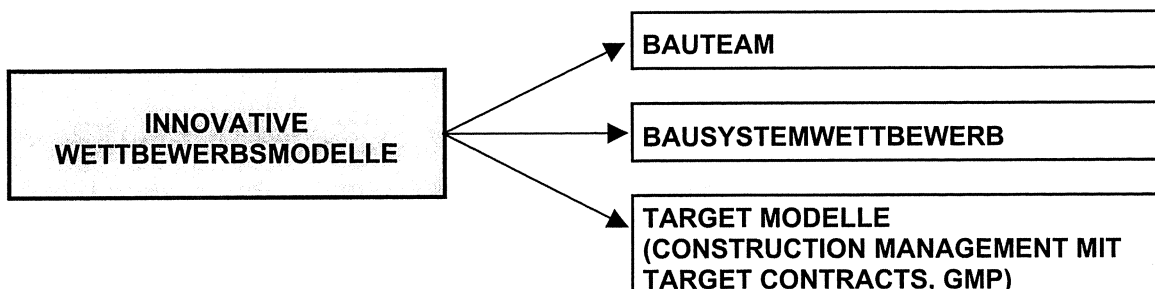 INNOVATIVE
WETTBEWERBSMODELLE
BAUTEAM
BAUSYSTEMWETTBEWERB
TARGET MODELLE
(CONSTRUCTION MANAGEMENT MIT
TARGET CONTRACTS, GMP)